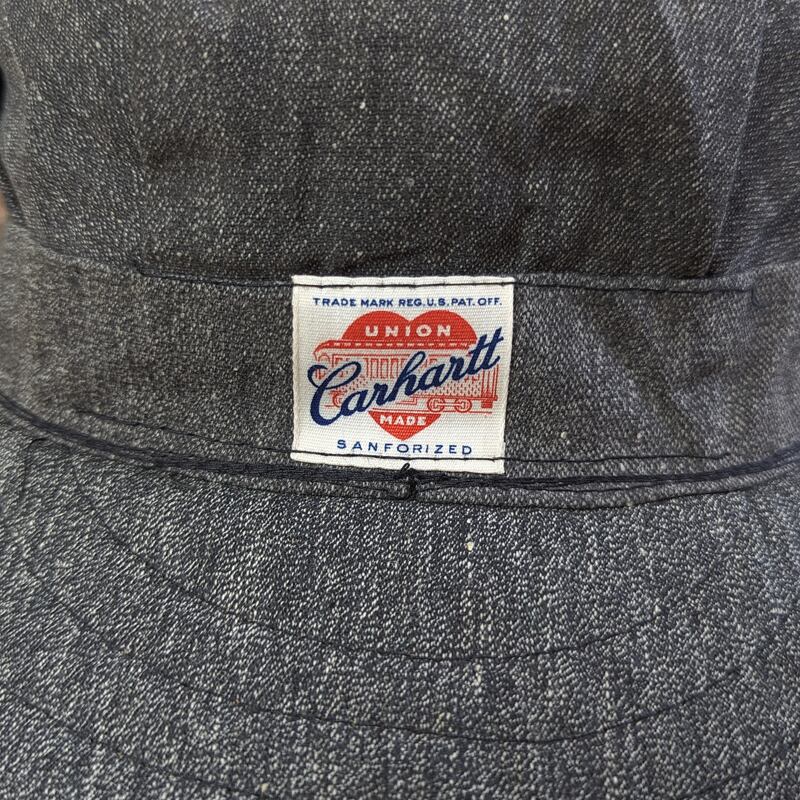 TRADE MARK REG. U.S. PAT. OFF.
UNION
Carhartt
MADE
SANFORIZED